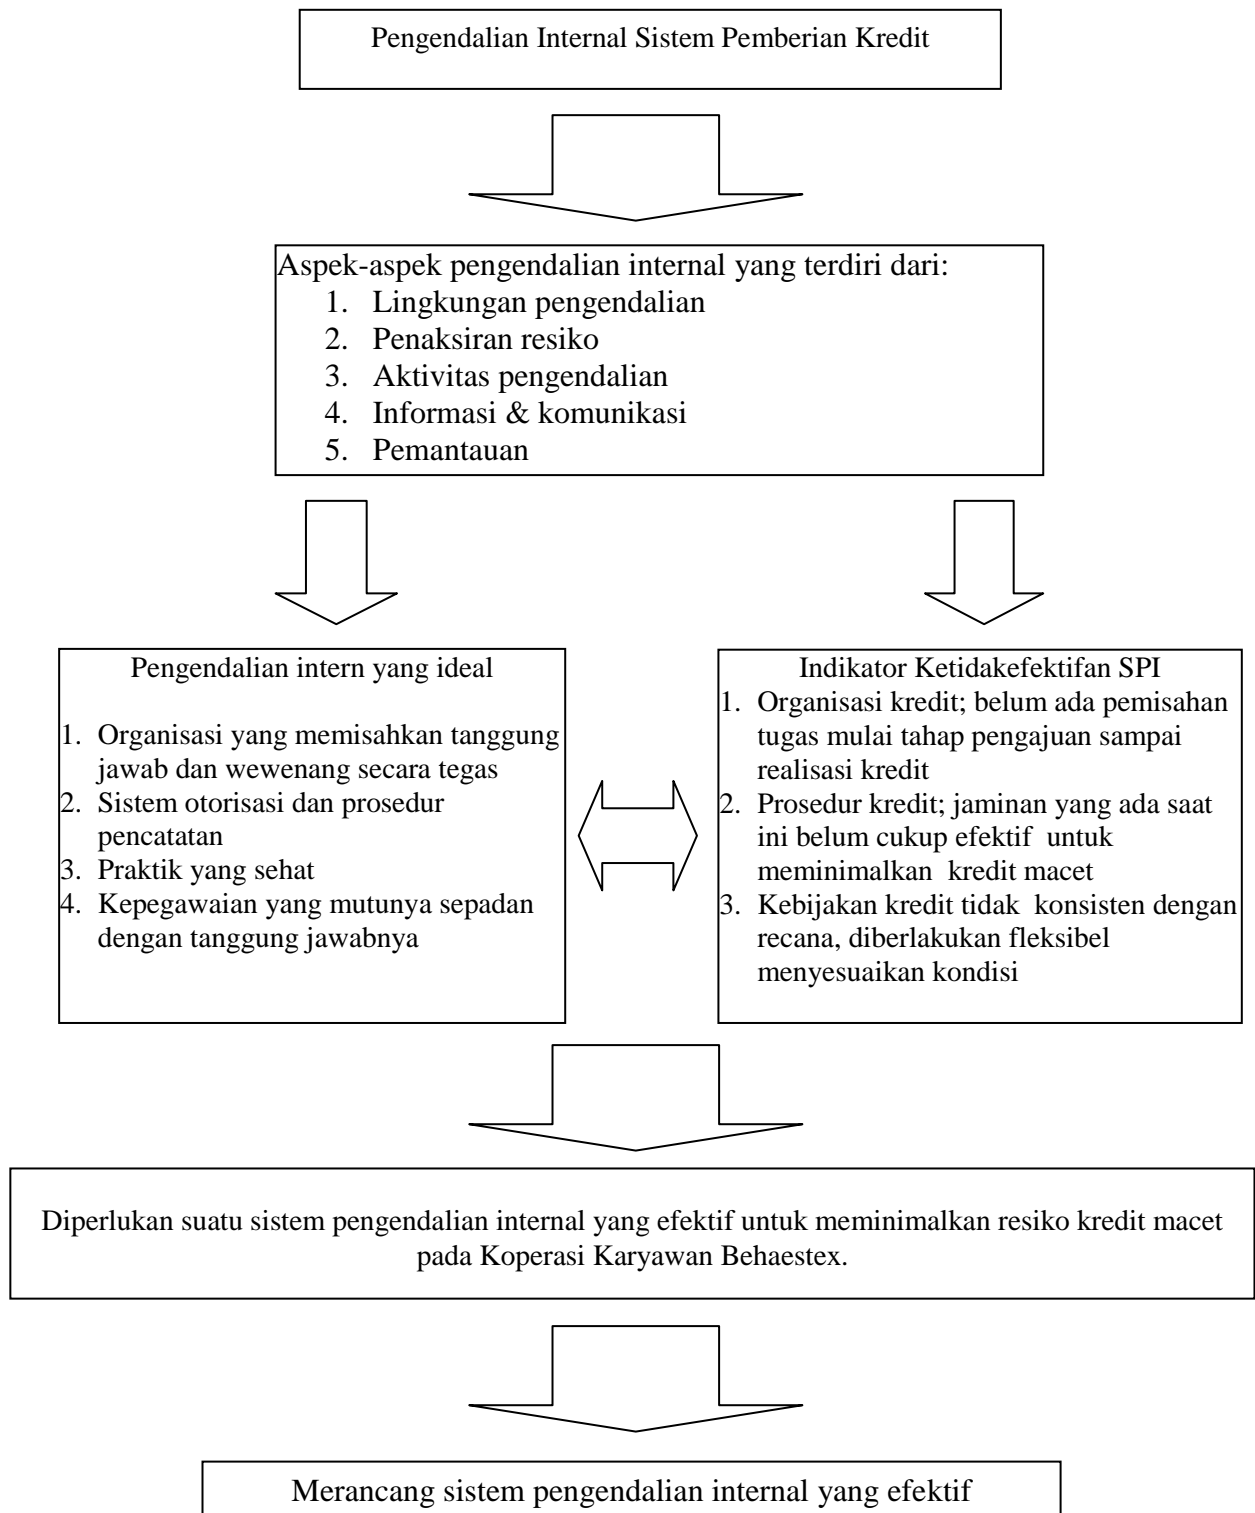 Pengendalian Internal Sistem Pemberian Kredit
Aspek-aspek pengendalian internal yang terdiri dari:
1. Lingkungan pengendalian
2. Penaksiran resiko
3. Aktivitas pengendalian
4. Informasi & komunikasi
5. Pemantauan
Pengendalian intern yang ideal
1. Organisasi yang memisahkan tanggung
jawab dan wewenang secara tegas
2. Sistem otorisasi dan prosedur
pencatatan
3. Praktik yang sehat
4. Kepegawaian yang mutunya sepadan
dengan tanggung jawabnya
Indikator Ketidakefektifan SPI
1. Organisasi kredit; belum ada pemisahan
tugas mulai tahap pengajuan sampai
realisasi kredit
2. Prosedur kredit; jaminan yang ada saat
ini belum cukup efektif untuk
meminimalkan kredit macet
3. Kebijakan kredit tidak konsisten dengan
recana, diberlakukan fleksibel
menyesuaikan kondisi
Diperlukan suatu sistem pengendalian internal yang efektif untuk meminimalkan resiko kredit macet
pada Koperasi Karyawan Behaestex.
Merancang sistem pengendalian internal yang efektif